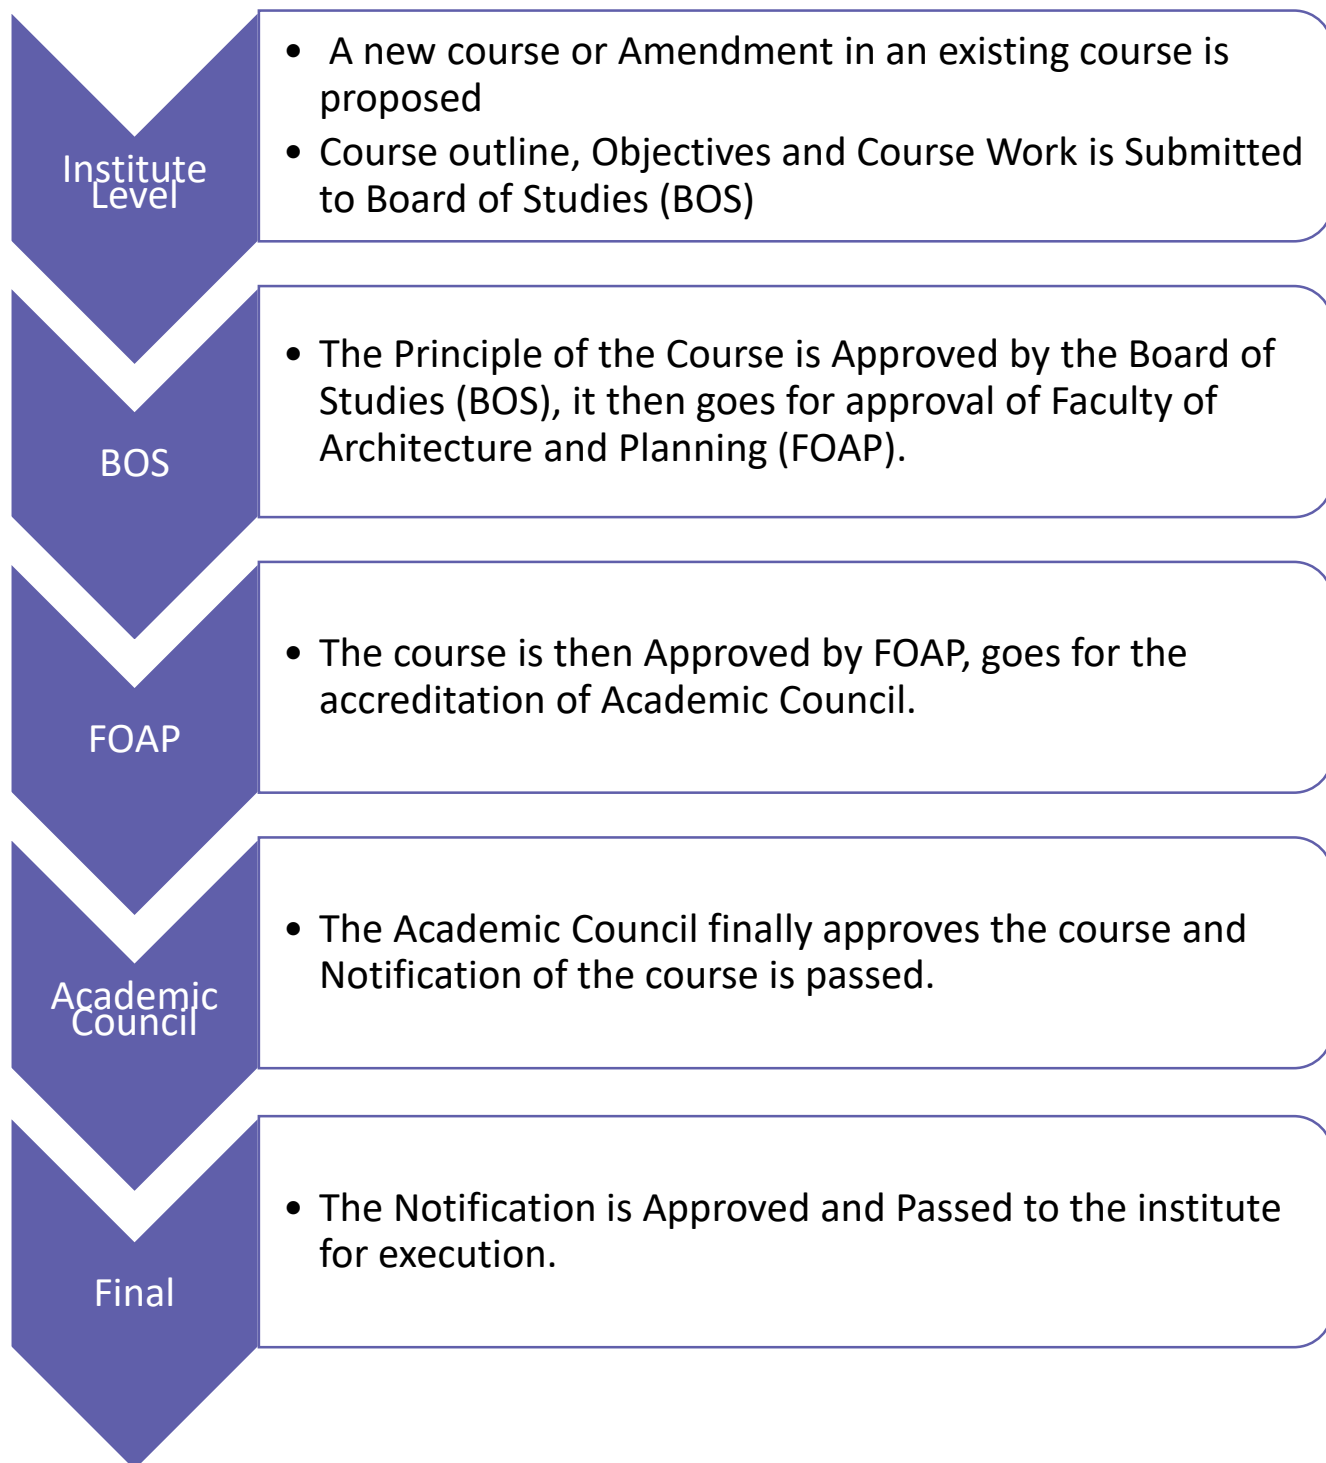 Institute
Level
• A new course or Amendment in an existing course is
proposed
• Course outline, Objectives and Course Work is Submitted
to Board of Studies (BOS)
BOS
• The Principle of the Course is Approved by the Board of
Studies (BOS), it then goes for approval of Faculty of
Architecture and Planning (FOAP).
FOAP
• The course is then Approved by FOAP, goes for the
accreditation of Academic Council.
Academic
Council
• The Academic Council finally approves the course and
Notification of the course is passed.
Final
• The Notification is Approved and Passed to the institute
for execution.